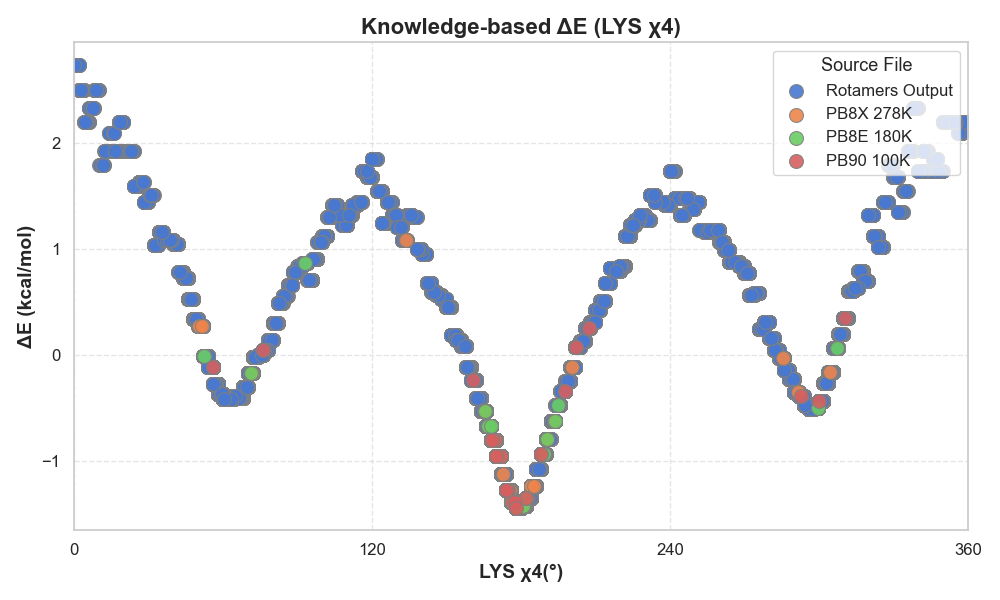 Knowledge-based ΔE (LYS χ4)
Source File
Rotamers Output
PB8X 278K
PB8E 180K
PB90 100K
ΔE (kcal/mol)
2
1
0
−1
0
120
240
360
LYS χ4(°)